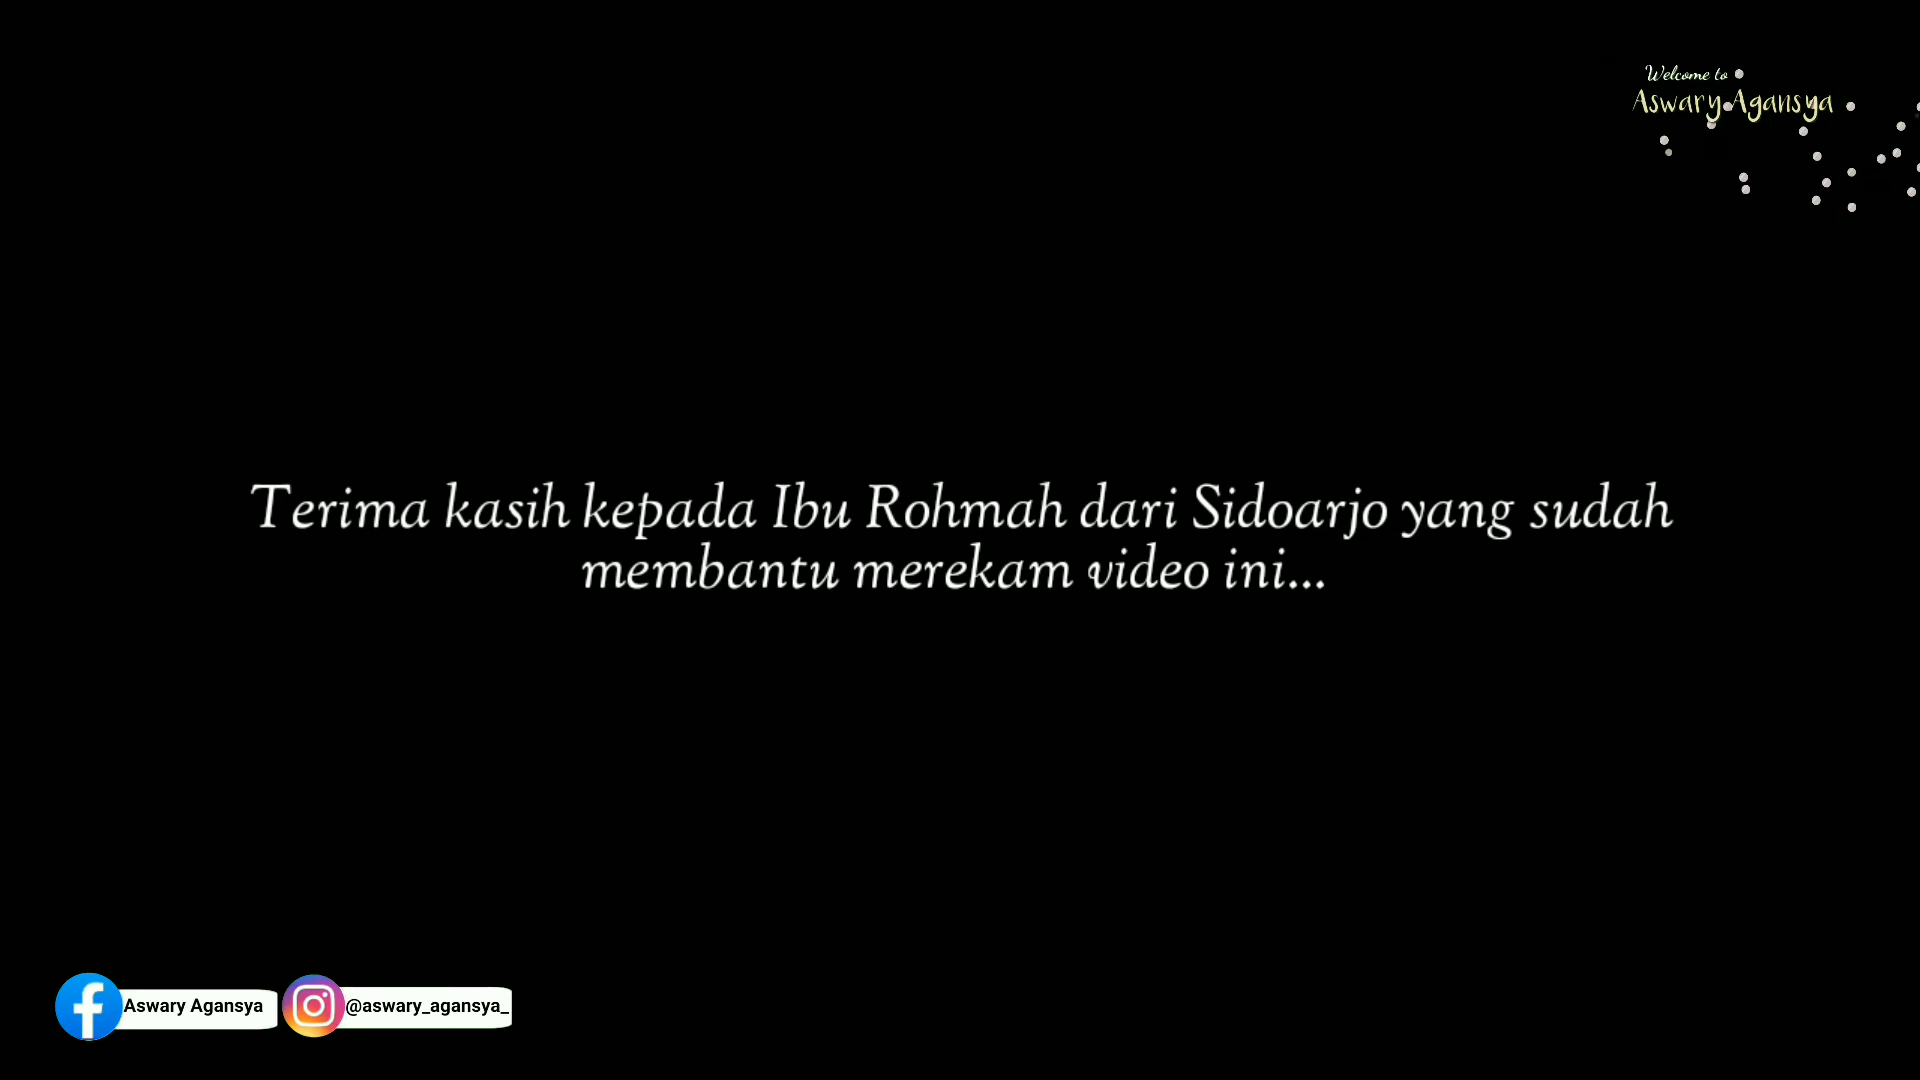 Welcome to
Aswary Agansya
Terima kasih kepada Ibu Rohmah dari Sidoarjo yang sudah
membantu merekam video ini...
Aswary Agansya
@aswary_agansya_